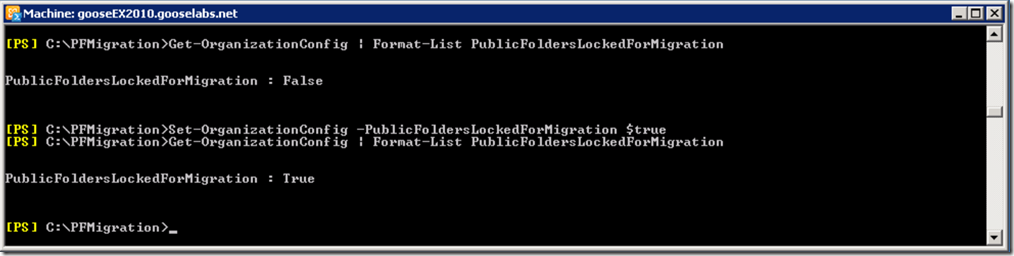 Machine: gooseEX2010.gooselabs.net
[PS] C:\PFMigration>Get-OrganizationConfig | Format-List PublicFoldersLockedForMigration
PublicFoldersLockedForMigration : False
[PS] C:\PFMigration>Set-OrganizationConfig -PublicFoldersLockedForMigration $true
[PS] C:\PFMigration>Get-OrganizationConfig | Format-List PublicFoldersLockedForMigration
PublicFoldersLockedForMigration : True
[PS] C:\PFMigration>_